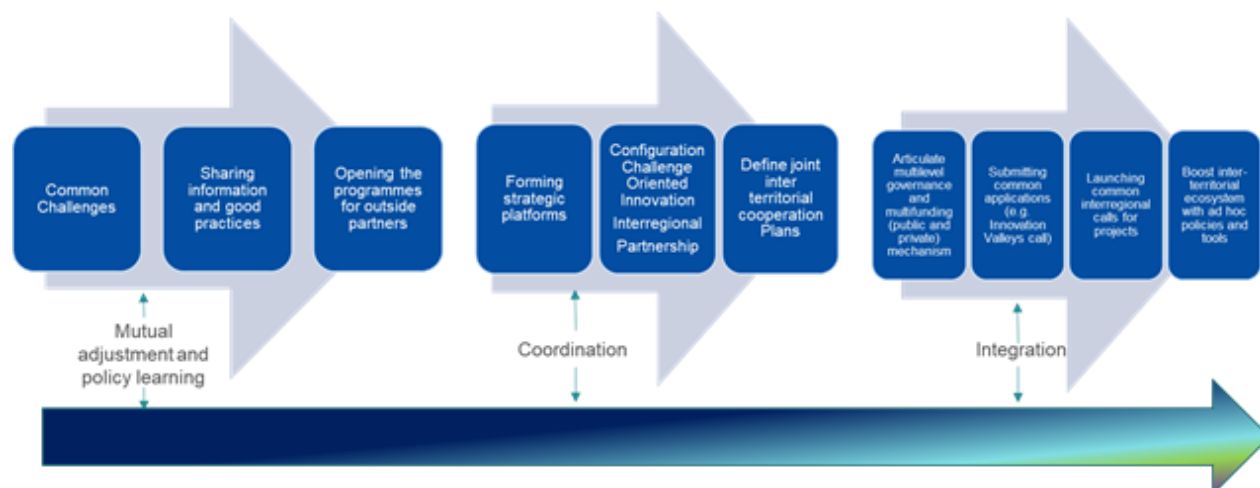 Common
Challenges
Sharing
information
and good
practices
Opening the
programmes
for outside
partners
Forming
strategic
platforms
Configuration
Challenge
Oriented
Innovation
Interregional
Partnership
Define joint
inter
territorial
cooperation
Plans
Articulate
multilevel
governance
and
multifunding
(public and
private)
mechanism
Submitting
common
applications
(e.g.
Innovation
Valleys call)
Launching
common
interregional
calls for
projects
Boost inter-
territorial
ecosystem
with ad hoc
policies and
tools
Mutual
adjustment and
policy learning
Coordination
Integration